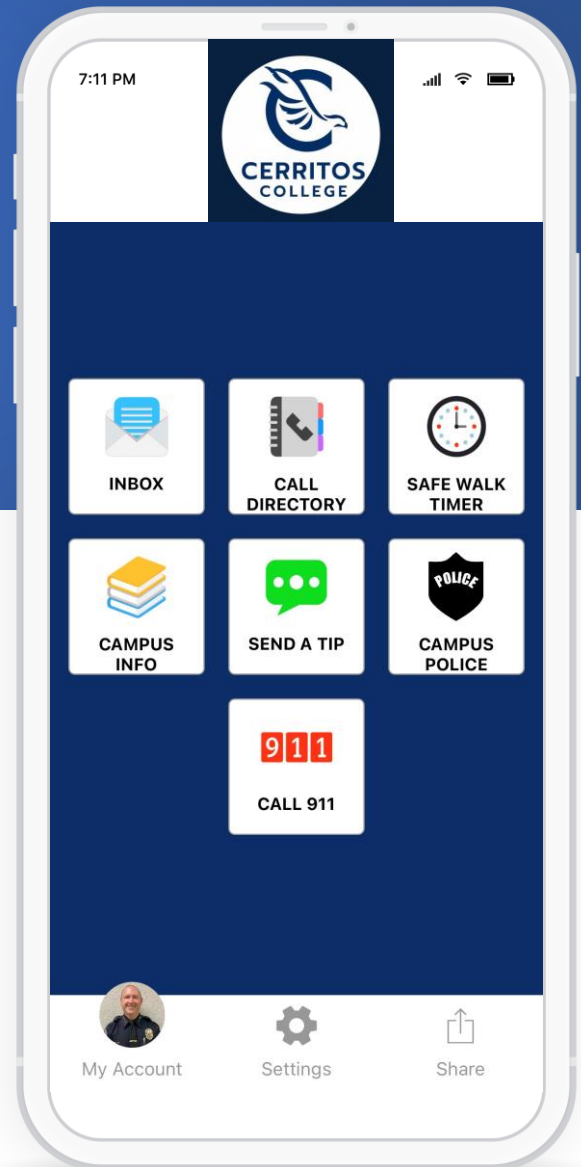 7:11 PM
CERRITOS
COLLEGE
INBOX
CALL
DIRECTORY
SAFE WALK
TIMER
CAMPUS
INFO
SEND A TIP
POLICE
CAMPUS
POLICE
911
CALL 911
My Account
Settings
Share